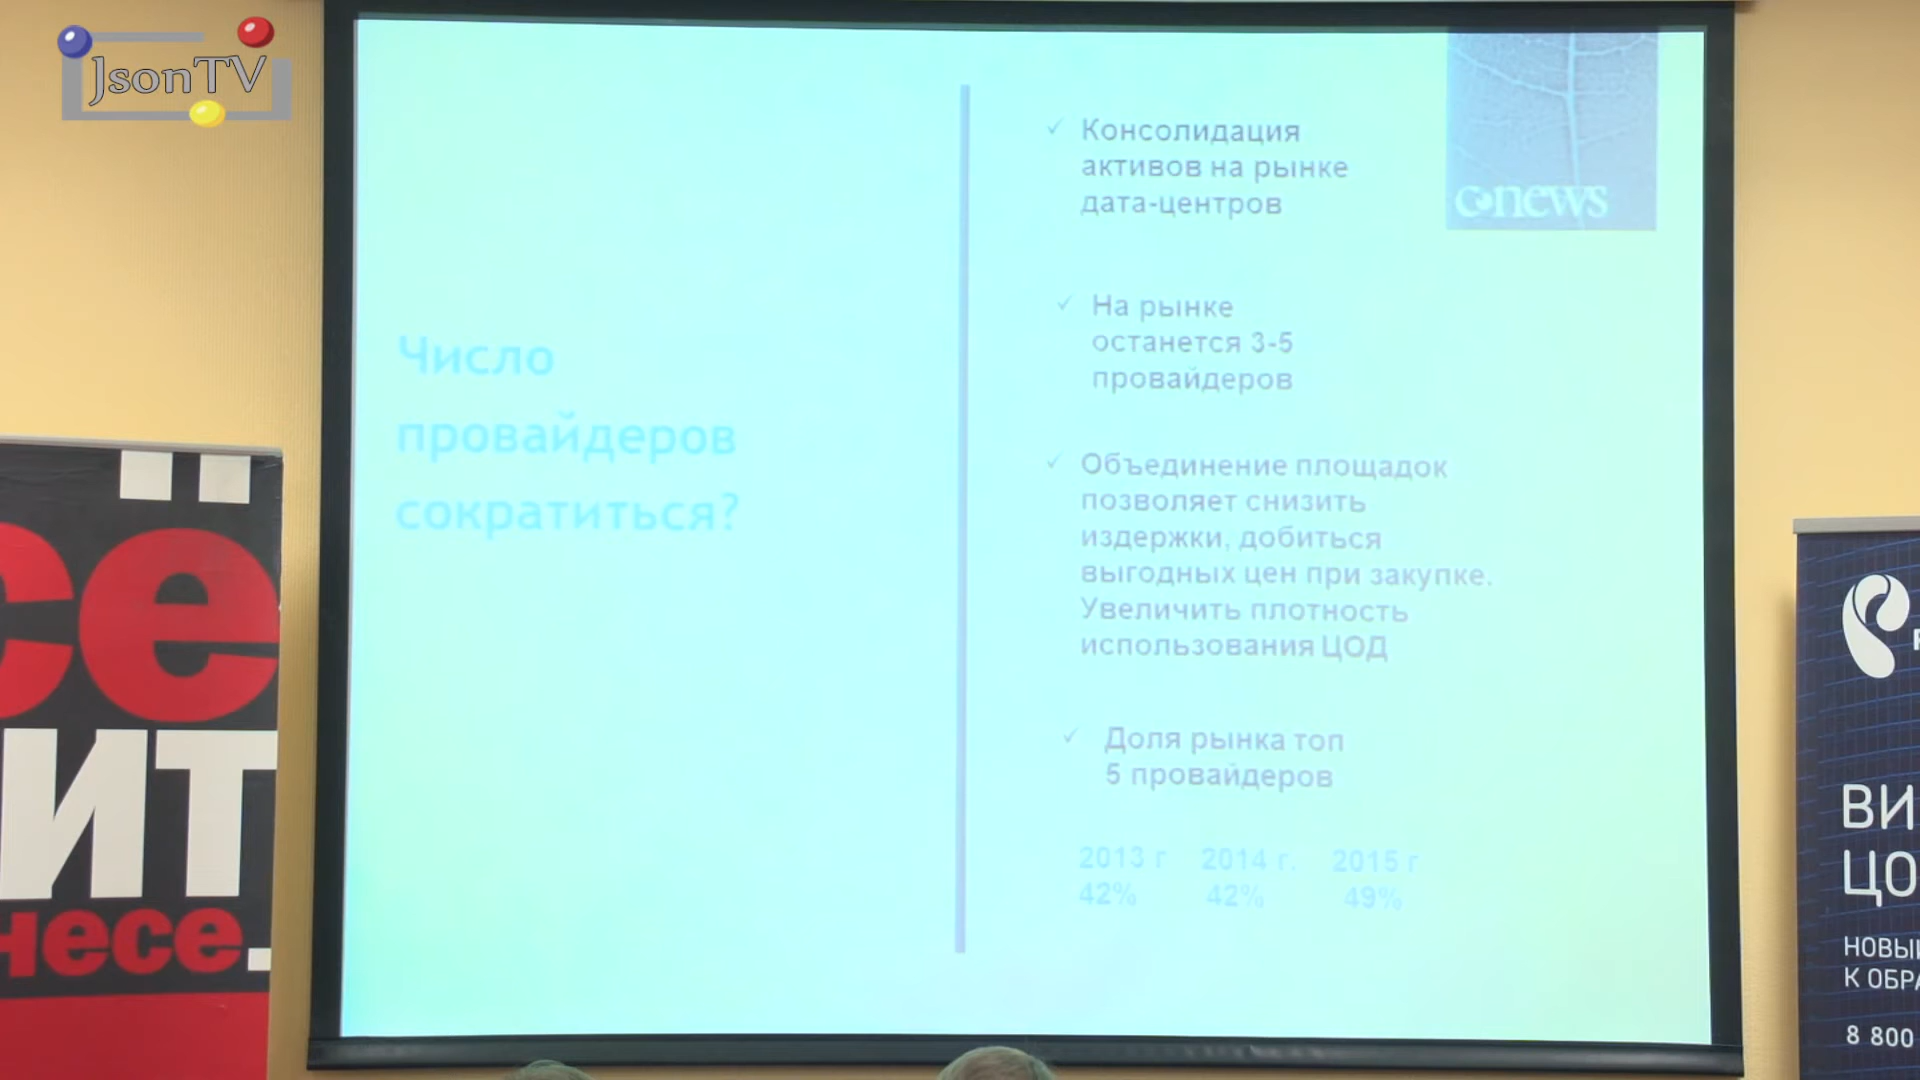 JsonTV
Число
провайдеров
сократиться?
Консолидация
активов на рынке
дата-центров
cnews
На рынке
останется 3-5
провайдеров
Объединение площадок
позволяет снизить
издержки, добиться
выгодных цен при закупке.
Увеличить плотность
использования ЦОД
Доля рынка топ
5 провайдеров
2013 г 2014 г. 2015 г
42% 42% 49%
сё
ИТ
несе.
ВИ
ЦО
НОВЫ
К ОБРА
8 800